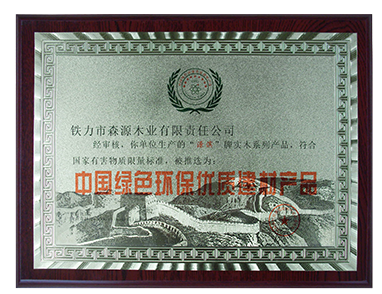 铁力市森源木业有限责任公司
经审核，你单位生产的“ ”牌实木系列产品，符合
国家有害物质限量标准，被推选为：
中国绿色环保优质建材产品